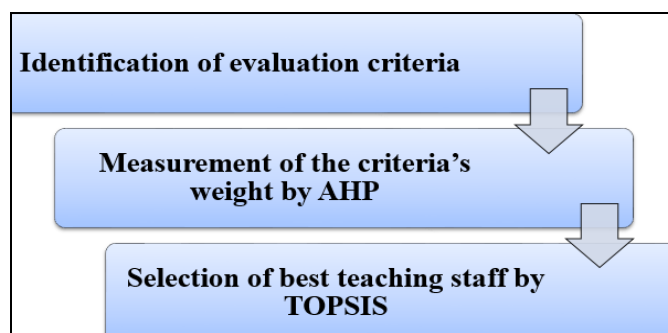 Identification of evaluation criteria
Measurement of the criteria's
weight by AHP
Selection of best teaching staff by
TOPSIS